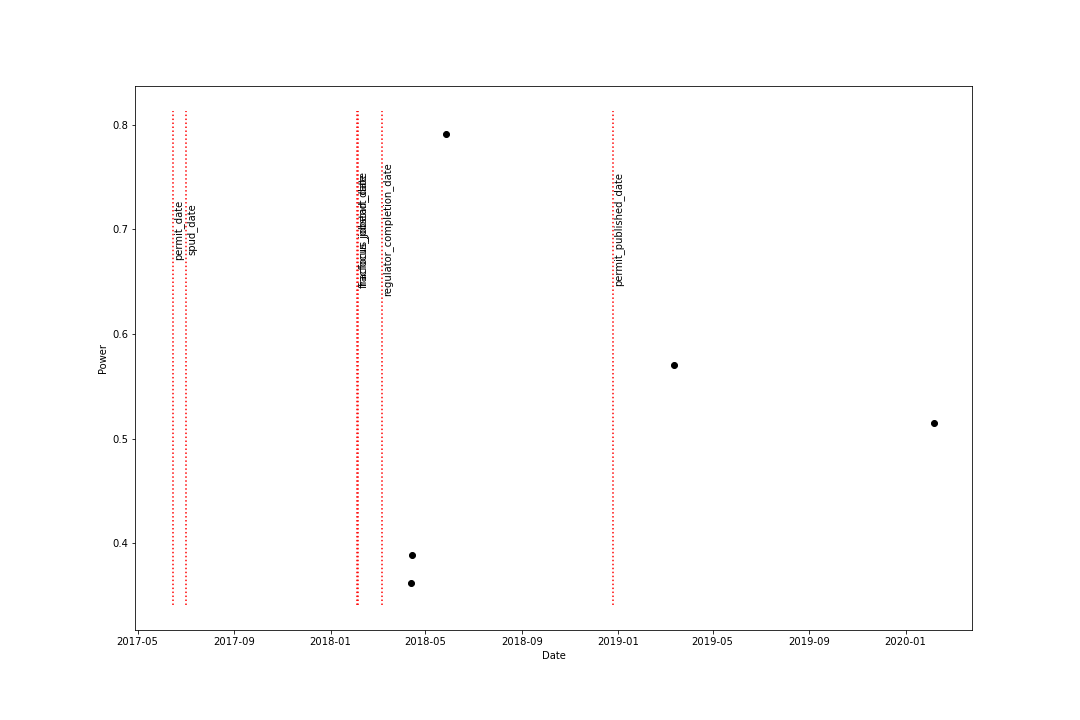 0.8
0.7
0.6
0.5
0.4
Power
permit_date
spud_date
regulator_completion_date
permit_published_date
2017-05
2017-09
2018-01
2018-05
2018-09
2019-01
2019-05
2019-09
2020-01
Date